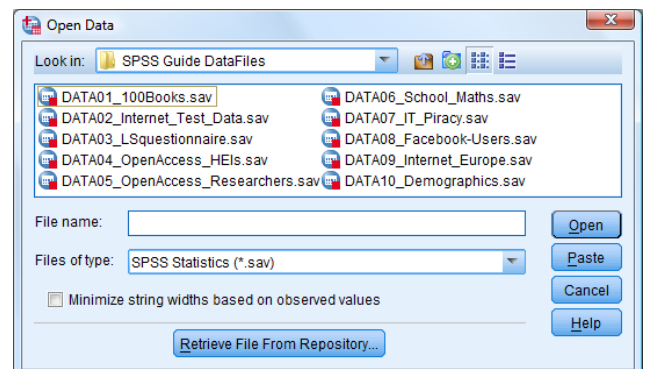 Open Data
Look in: SPSS Guide DataFiles
DATA01_100Books.sav
DATA02_Internet_Test_Data.sav
DATA03_LSquestionnaire.sav
DATA04_OpenAccess_HEIs.sav
DATA05_OpenAccess_Researchers.sav
DATA06_School_Maths.sav
DATA07_IT_Piracy.sav
DATA08_Facebook-Users.sav
DATA09_Internet_Europe.sav
DATA10_Demographics.sav
File name:
Open
Files of type: SPSS Statistics (*.sav)
Paste
Minimize string widths based on observed values
Cancel
Help
Retrieve File From Repository...